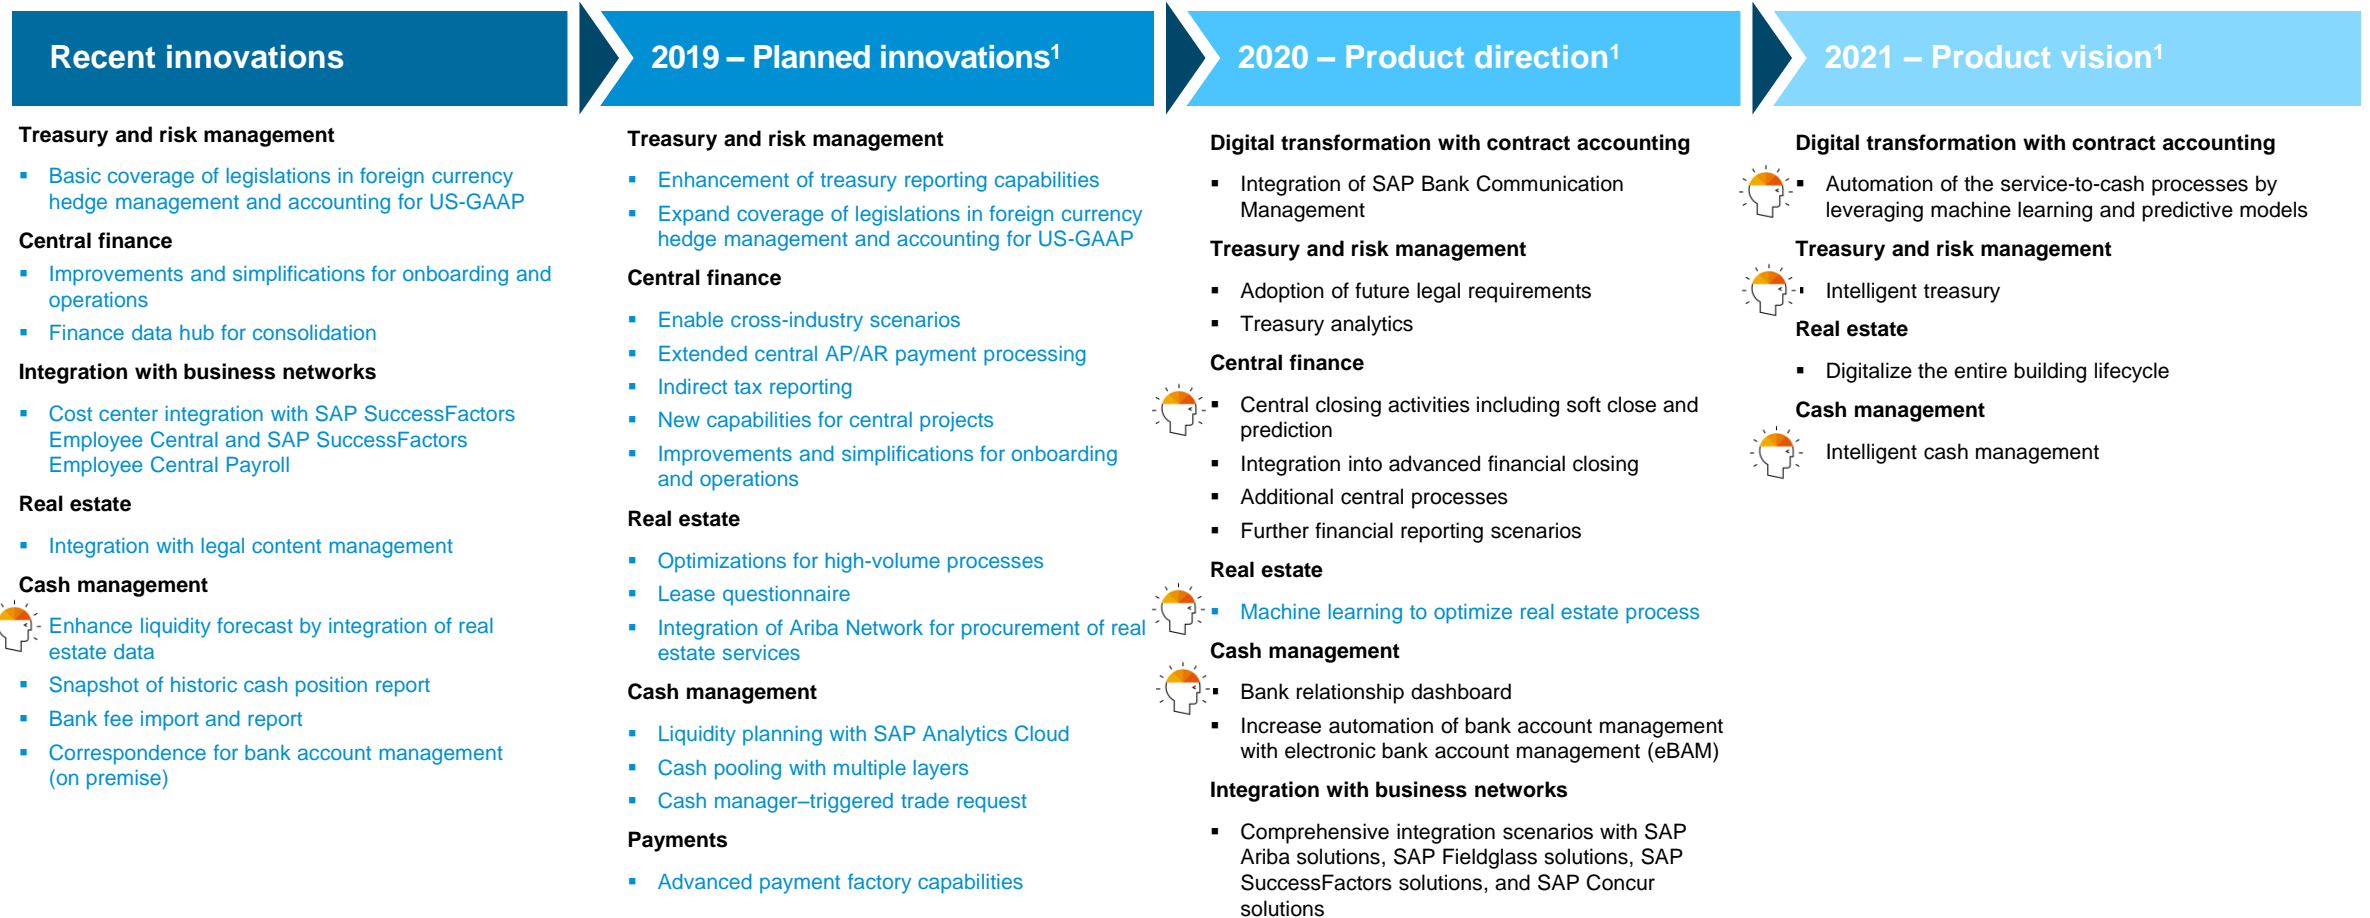 Recent innovations
Treasury and risk management
▪ Basic coverage of legislations in foreign currency
hedge management and accounting for US-GAAP
Central finance
▪ Improvements and simplifications for onboarding and
operations
▪ Finance data hub for consolidation
Integration with business networks
▪ Cost center integration with SAP SuccessFactors
Employee Central and SAP SuccessFactors
Employee Central Payroll
Real estate
▪ Integration with legal content management
Cash management
Enhance liquidity forecast by integration of real
estate data
▪ Snapshot of historic cash position report
▪ Bank fee import and report
▪ Correspondence for bank account management
(on premise)
2019 – Planned innovations¹
Treasury and risk management
▪ Enhancement of treasury reporting capabilities
▪ Expand coverage of legislations in foreign currency
hedge management and accounting for US-GAAP
Central finance
▪ Enable cross-industry scenarios
▪ Extended central AP/AR payment processing
▪ Indirect tax reporting
▪ New capabilities for central projects
▪ Improvements and simplifications for onboarding
and operations
Real estate
▪ Optimizations for high-volume processes
▪ Lease questionnaire
▪ Integration of Ariba Network for procurement of real
estate services
Cash management
▪ Liquidity planning with SAP Analytics Cloud
▪ Cash pooling with multiple layers
▪ Cash manager–triggered trade request
Payments
▪ Advanced payment factory capabilities
2020 – Product direction¹
Digital transformation with contract accounting
▪ Integration of SAP Bank Communication
Management
Treasury and risk management
▪ Adoption of future legal requirements
▪ Treasury analytics
Central finance
▪ Central closing activities including soft close and
prediction
▪ Integration into advanced financial closing
▪ Additional central processes
▪ Further financial reporting scenarios
Real estate
▪ Machine learning to optimize real estate process
Cash management
▪ Bank relationship dashboard
▪ Increase automation of bank account management
with electronic bank account management (eBAM)
Integration with business networks
▪ Comprehensive integration scenarios with SAP
Ariba solutions, SAP Fieldglass solutions, SAP
SuccessFactors solutions, and SAP Concur
solutions
2021 – Product vision¹
Digital transformation with contract accounting
▪ Automation of the service-to-cash processes by
leveraging machine learning and predictive models
Treasury and risk management
▪ Intelligent treasury
Real estate
▪ Digitalize the entire building lifecycle
Cash management
Intelligent cash management